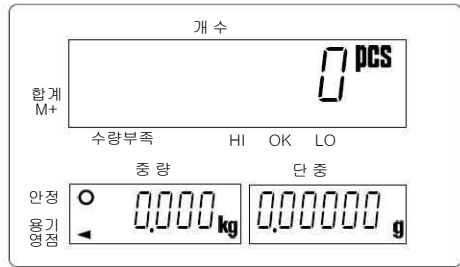 개 수
0 pcs
합계
M+
수량부족 HI OK LO
중 량 단 중
안정
용기
영점
0.000 kg 0.00000 g